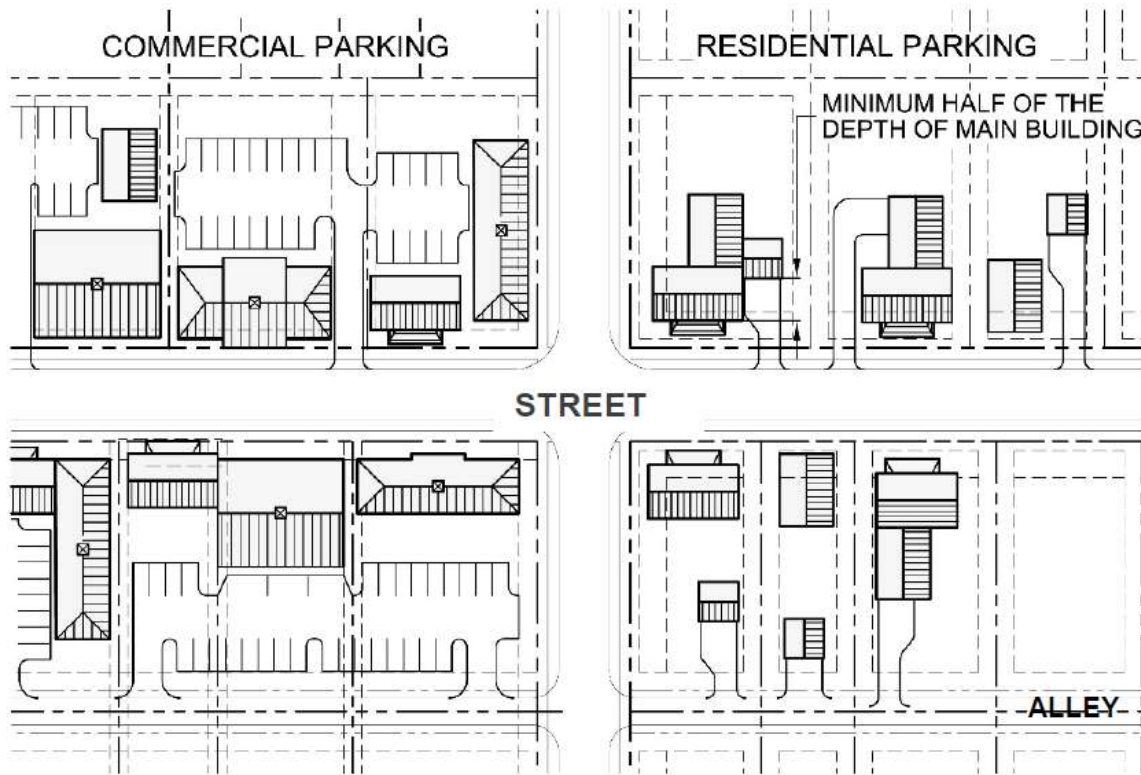 COMMERCIAL PARKING
RESIDENTIAL PARKING
MINIMUM HALF OF THE
DEPTH OF MAIN BUILDING
STREET
ALLEY